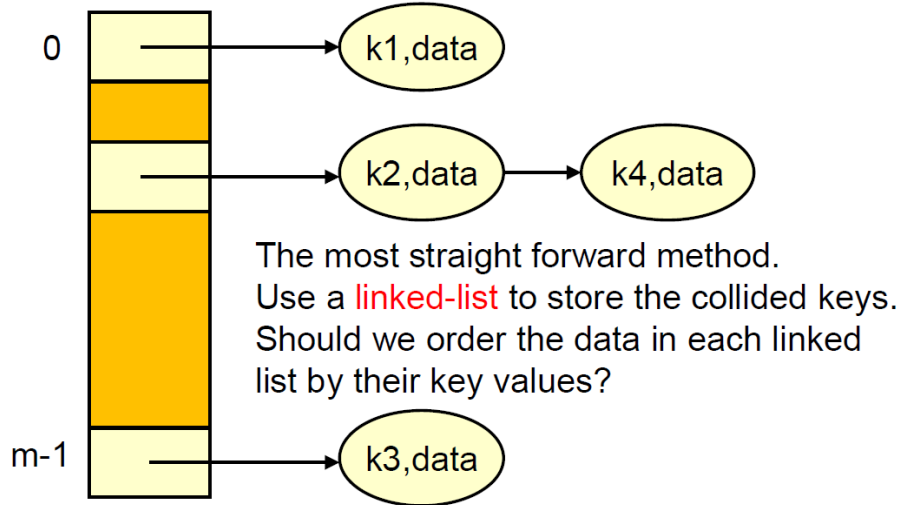 0
k1,data
k2,data
k4,data
The most straight forward method.
Use a linked-list to store the collided keys.
Should we order the data in each linked
list by their key values?
m-1
k3,data